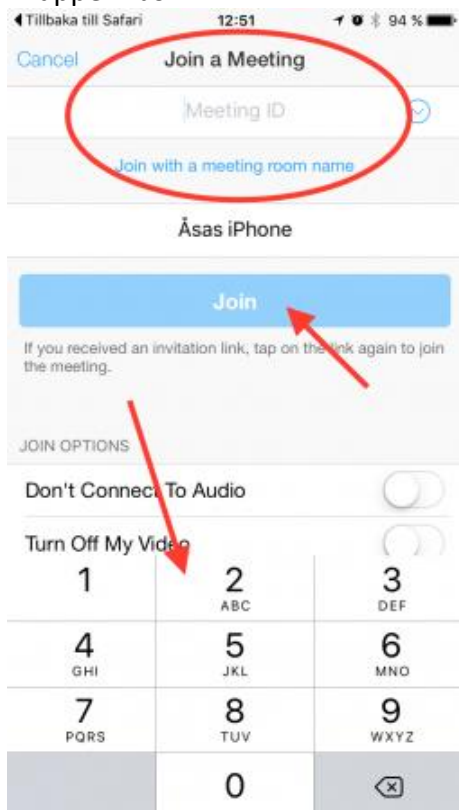 Tillbaka till Safari 12:51 94 %
Cancel Join a Meeting
Meeting ID
Join with a meeting room name
Åsas iPhone
Join
If you received an invitation link, tap on the link again to join
the meeting.
JOIN OPTIONS
Don't Connect To Audio
Turn Off My Video
1 2 3
ABC DEF
4 5 6
GHI JKL MNO
7 8 9
PQRS TUV WXYZ
0